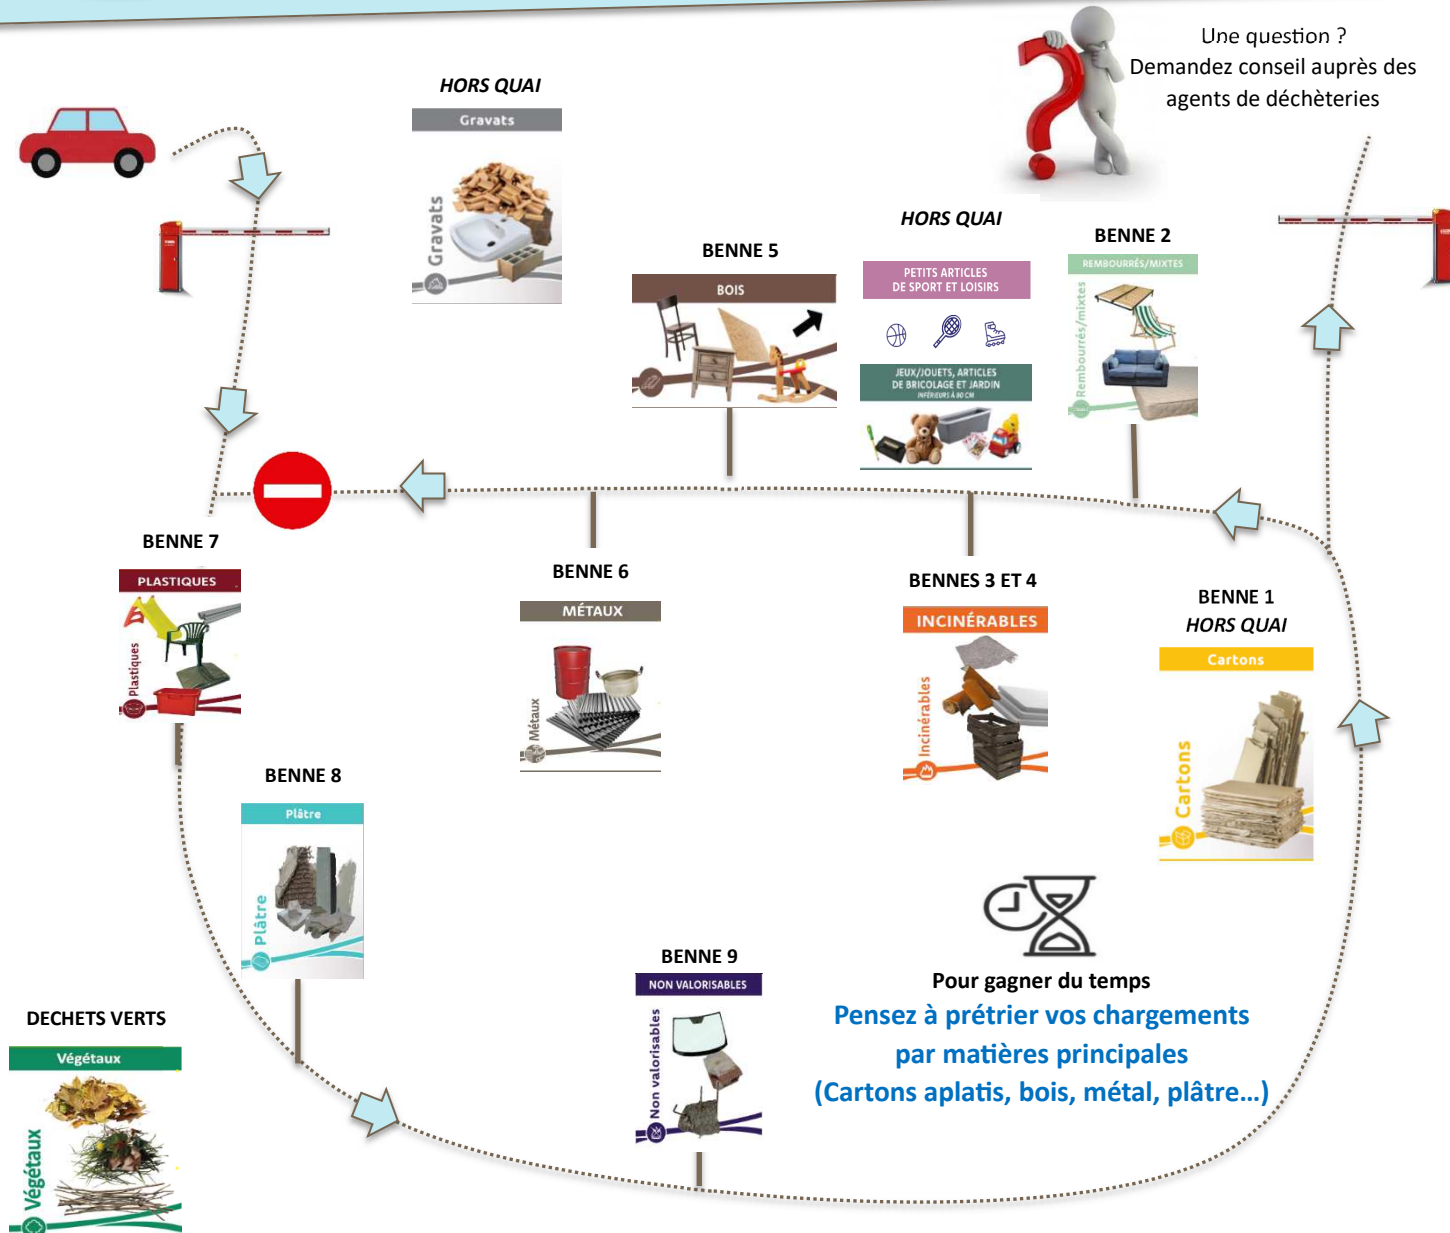 Une question ?
Demandez conseil auprès des
agents de déchèteries
HORS QUAI
Gravats
Gravats
HORS QUAI
PETITS ARTICLES
DE SPORT ET LOISIRS
JEUX/JOUETS, ARTICLES
DE BRICOLAGE ET JARDIN
INFÉRIEURS À 80 CM
BENNE 2
REMBOURRÉS/MIXTES
Rembourrés/mixtes
BENNE 5
BOIS
BENNE 7
PLASTIQUES
Plastiques
BENNE 6
MÉTAUX
Métaux
BENNES 3 ET 4
INCINÉRABLES
Incinérables
BENNE 1
HORS QUAI
Cartons
Cartons
BENNE 8
Plâtre
Plâtre
BENNE 9
NON VALORISABLES
Non valorisables
Pour gagner du temps
Pensez à prétrier vos chargements
par matières principales
(Cartons aplatis, bois, métal, plâtre...)
DECHETS VERTS
Végétaux
Végétaux